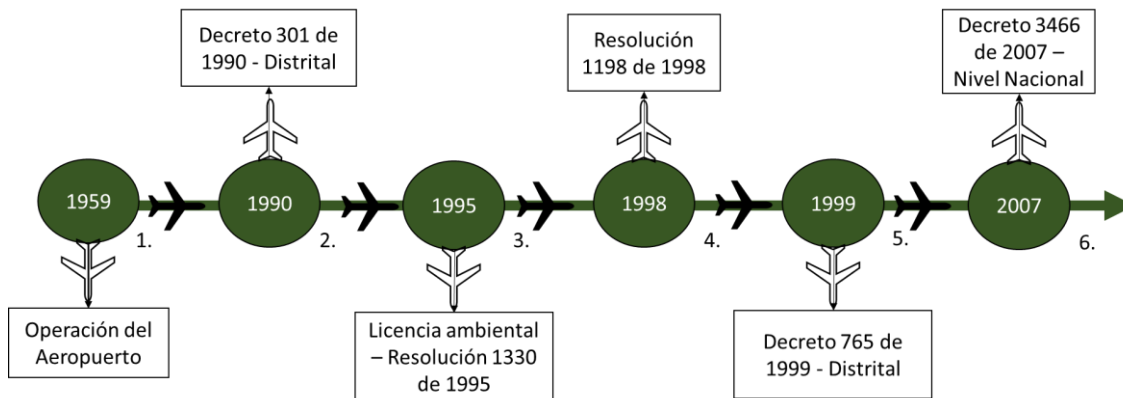 Decreto 301 de
1990 - Distrital
Resolución
1198 de 1998
Decreto 3466
de 2007 –
Nivel Nacional
1959
1990
1995
1998
1999
2007
1.
2.
3.
4.
5.
6.
Operación del
Aeropuerto
Licencia ambiental
– Resolución 1330
de 1995
Decreto 765 de
1999 - Distrital